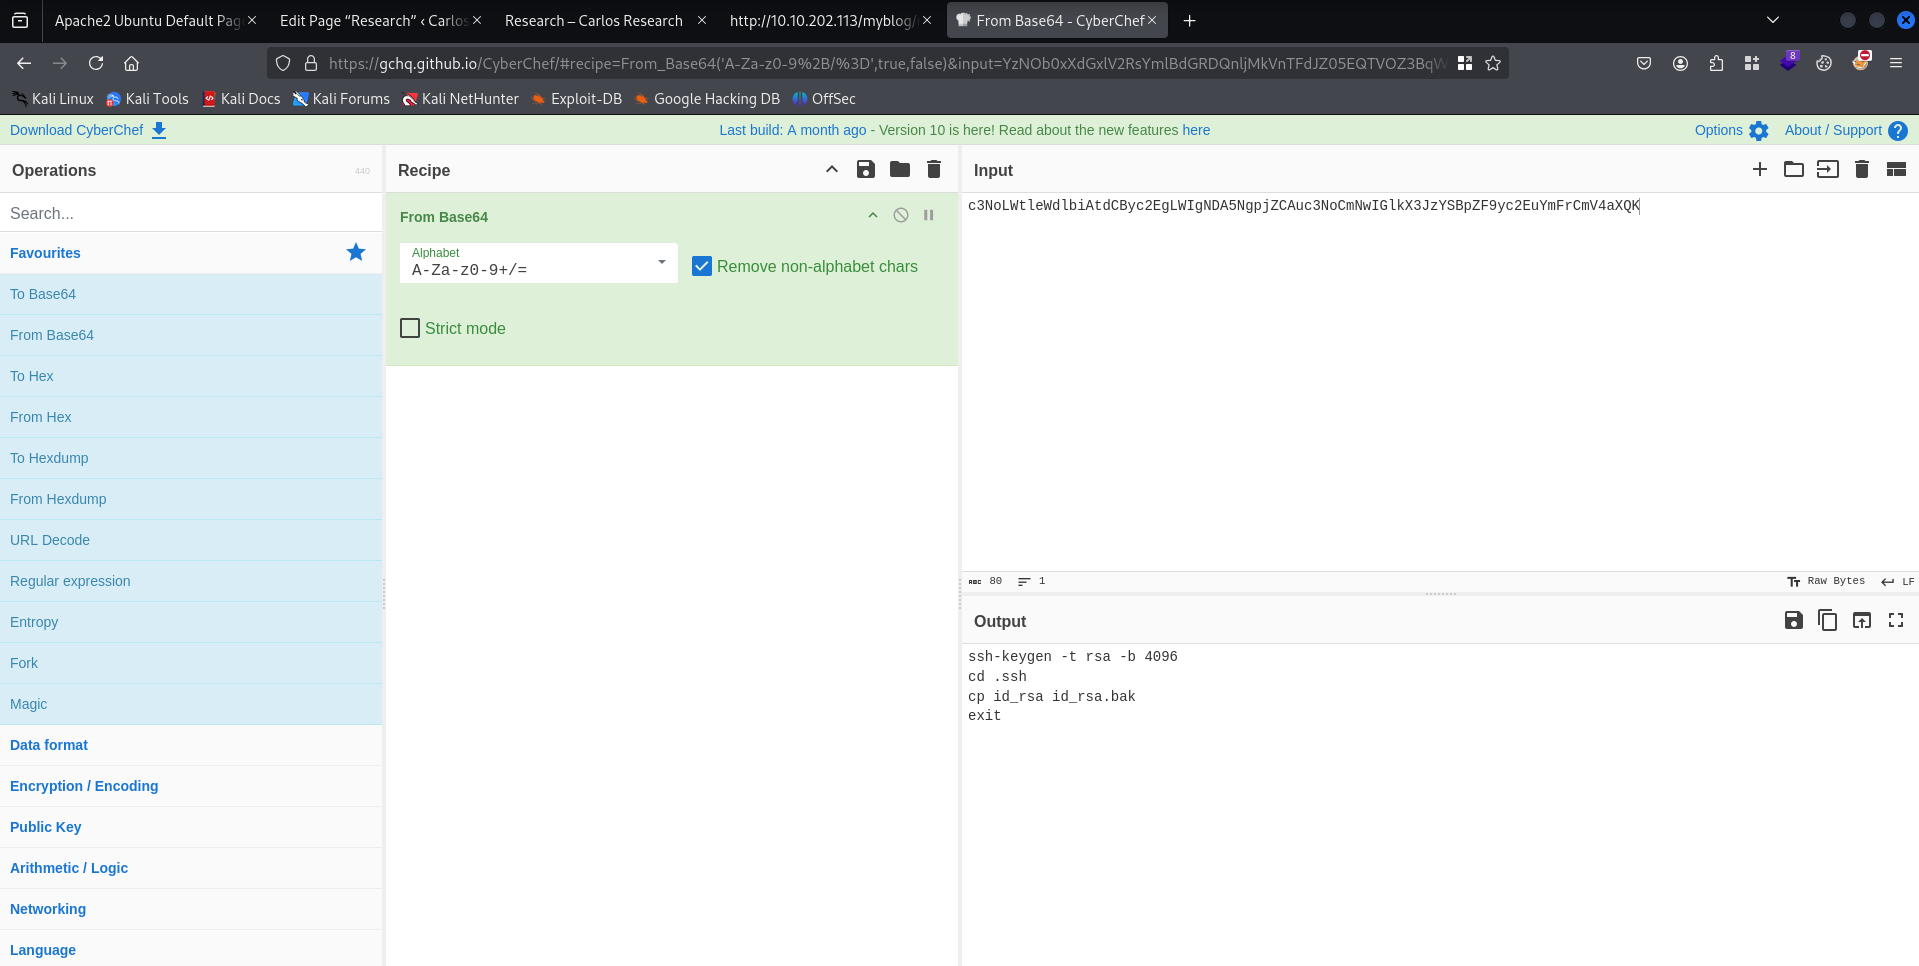 Apache2 Ubuntu Default Pag
Edit Page “Research” ‹ Carlos
Research – Carlos Research
http://10.10.202.113/myblog/
From Base64 - CyberChef
https://gchq.github.io/CyberChef/#recipe=From_Base64('A-Za-z0-9%2B/%3D',true,false)&input=YzNOb0xXdGxlV2RsYmlBdGRDQnljMkVnTFdJZ05EQTVOZ3BqW
8
Kali Linux Kali Tools Kali Docs Kali Forums Kali NetHunter Exploit-DB Google Hacking DB OffSec
Download CyberChef
Last build: A month ago - Version 10 is here! Read about the new features here
Options
About / Support
Operations
440
Search...
Favourites
To Base64
From Base64
To Hex
From Hex
To Hexdump
From Hexdump
URL Decode
Regular expression
Entropy
Fork
Magic
Data format
Encryption / Encoding
Public Key
Arithmetic / Logic
Networking
Language
Recipe
From Base64
Alphabet
A-Za-z0-9+/=
Remove non-alphabet chars
Strict mode
Input
c3NoLWtleWdlbiAtdCByc2EgLWIgNDA5NgpjZCAuc3NoCmNwIGlkX3JzYSBpZF9yc2EuYmFrCmV4aXQK
ABC 80 1
Tт Raw Bytes LF
Output
ssh-keygen -t rsa -b 4096
cd .ssh
cp id_rsa id_rsa.bak
exit